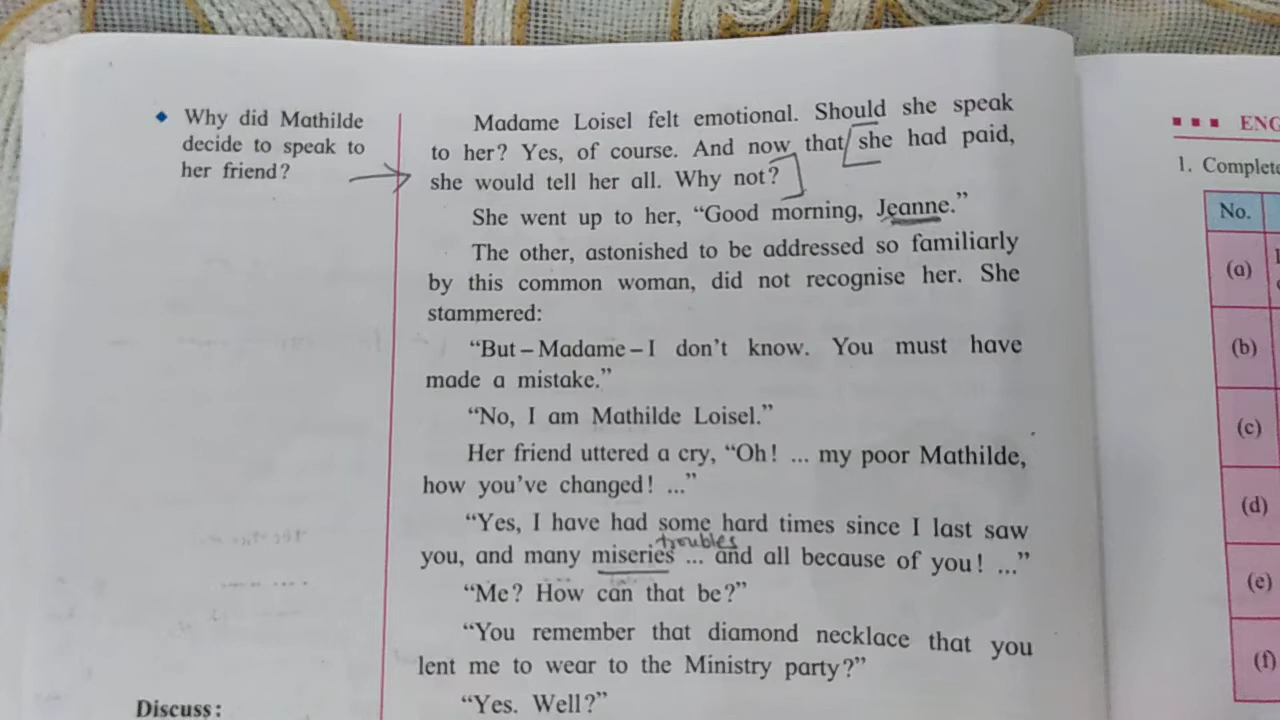 ◆ Why did Mathilde
decide to speak to
her friend?
Madame Loisel felt emotional. Should she speak
to her? Yes, of course. And now that she had paid,
she would tell her all. Why not?
She went up to her, “Good morning, Jeanne.”
The other, astonished to be addressed so familiarly
by this common woman, did not recognise her. She
stammered:
“But – Madame – I don’t know. You must have
made a mistake.”
“No, I am Mathilde Loisel.”
Her friend uttered a cry, “Oh! ... my poor Mathilde,
how you’ve changed! ...”
“Yes, I have had some hard times since I last saw
troubles
you, and many miseries ... and all because of you! ...”
“Me? How can that be?”
“You remember that diamond necklace that you
lent me to wear to the Ministry party?”
“Yes. Well?”
Discuss:
■ ■ ■ ENG
1. Complete
No.
(a)
(b)
(c)
(d)
(e)
(f)